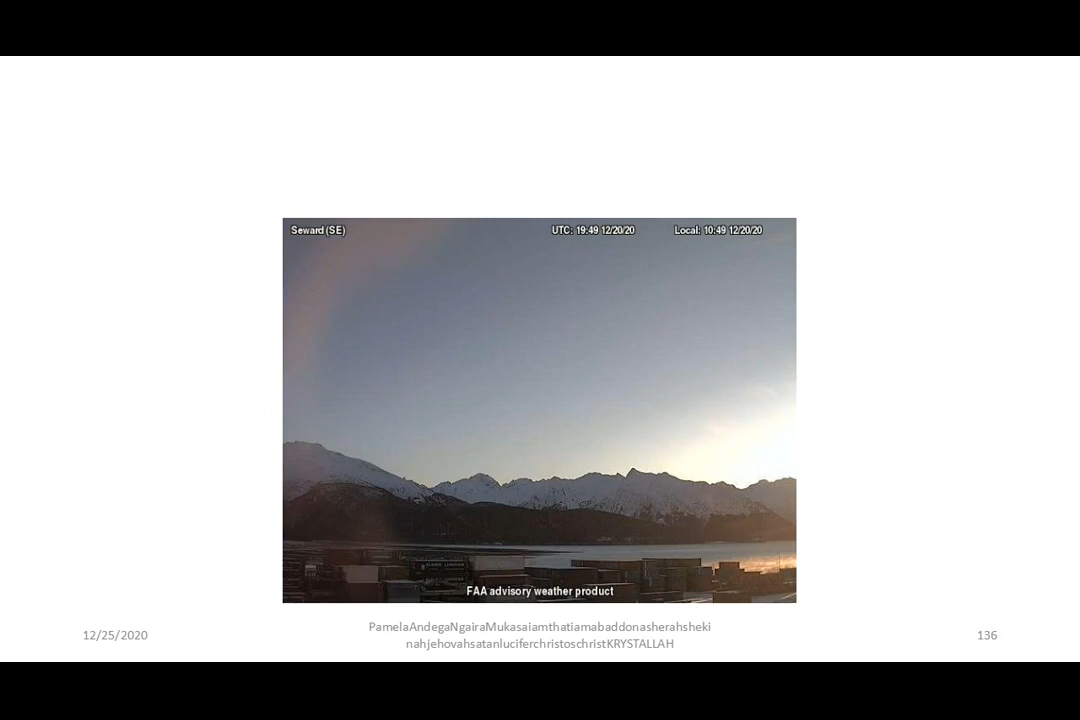 Seward (SE) UTC: 19:49 12/20/20 Local: 10:49 12/20/20
FAA advisory weather product
12/25/2020
PamelaAndegaNgairaMukasaiamthatiamabaddonasherahsheki
nahjehovahsatanluciferchristoschristKRYSTALLAH
136